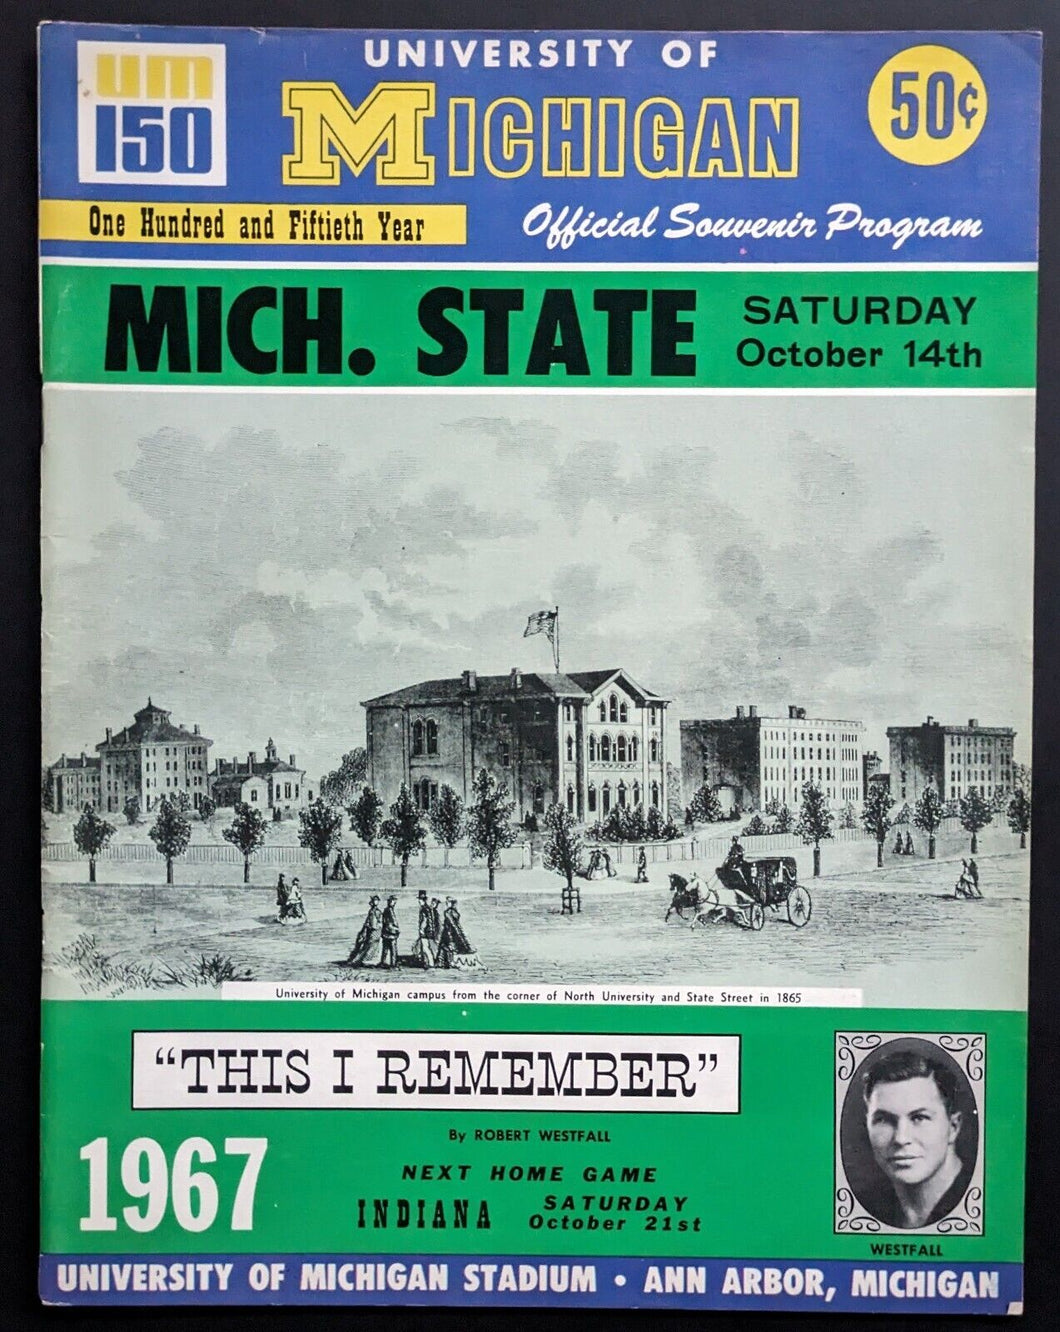 um
150
UNIVERSITY OF
MICHIGAN
50¢
One Hundred and Fiftieth Year
Official Souvenir Program
MICH. STATE
SATURDAY
October 14th
University of Michigan campus from the corner of North University and State Street in 1865
"THIS I REMEMBER"
By ROBERT WESTFALL
1967
NEXT HOME GAME
INDIANA
SATURDAY
October 21st
WESTFALL
UNIVERSITY OF MICHIGAN STADIUM • ANN ARBOR, MICHIGAN